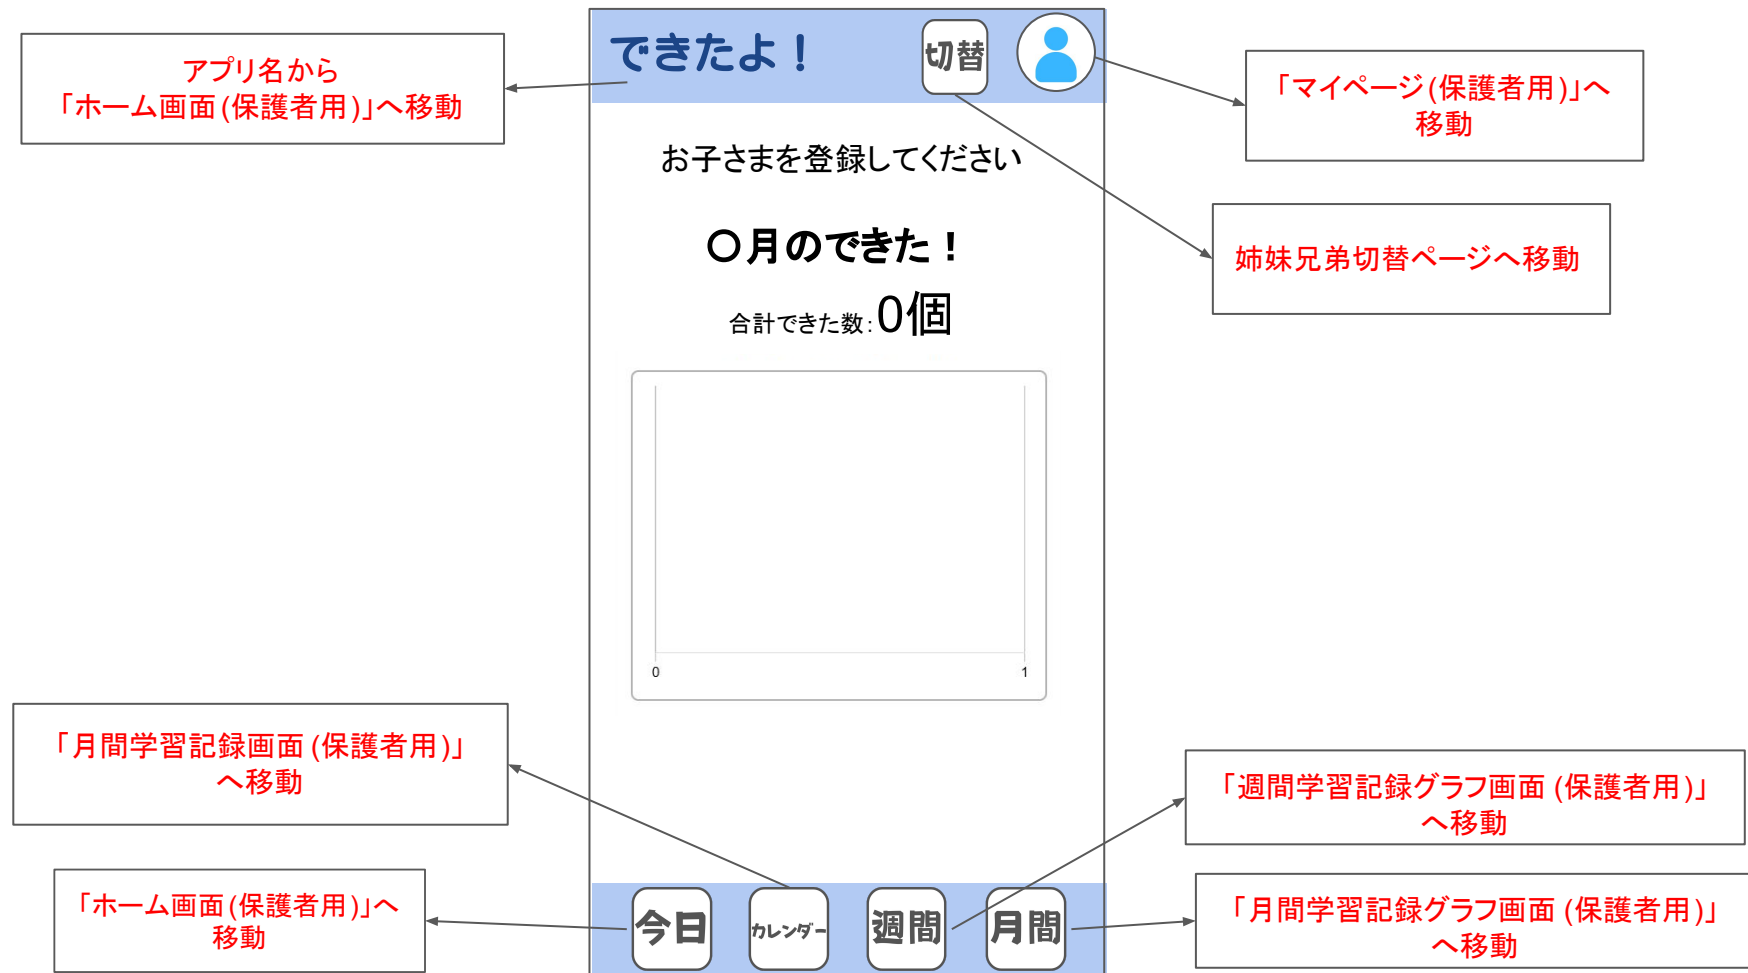 できたよ！
切替
アプリ名から
「ホーム画面(保護者用)」へ移動
「マイページ(保護者用)」へ
移動
お子さまを登録してください
姉妹兄弟切替ページへ移動
〇月のできた！
合計できた数：0個
0
1
「月間学習記録画面(保護者用)」
へ移動
「週間学習記録グラフ画面(保護者用)」
へ移動
「ホーム画面(保護者用)」へ
移動
今日
カレンダー
週間
月間
「月間学習記録グラフ画面(保護者用)」
へ移動